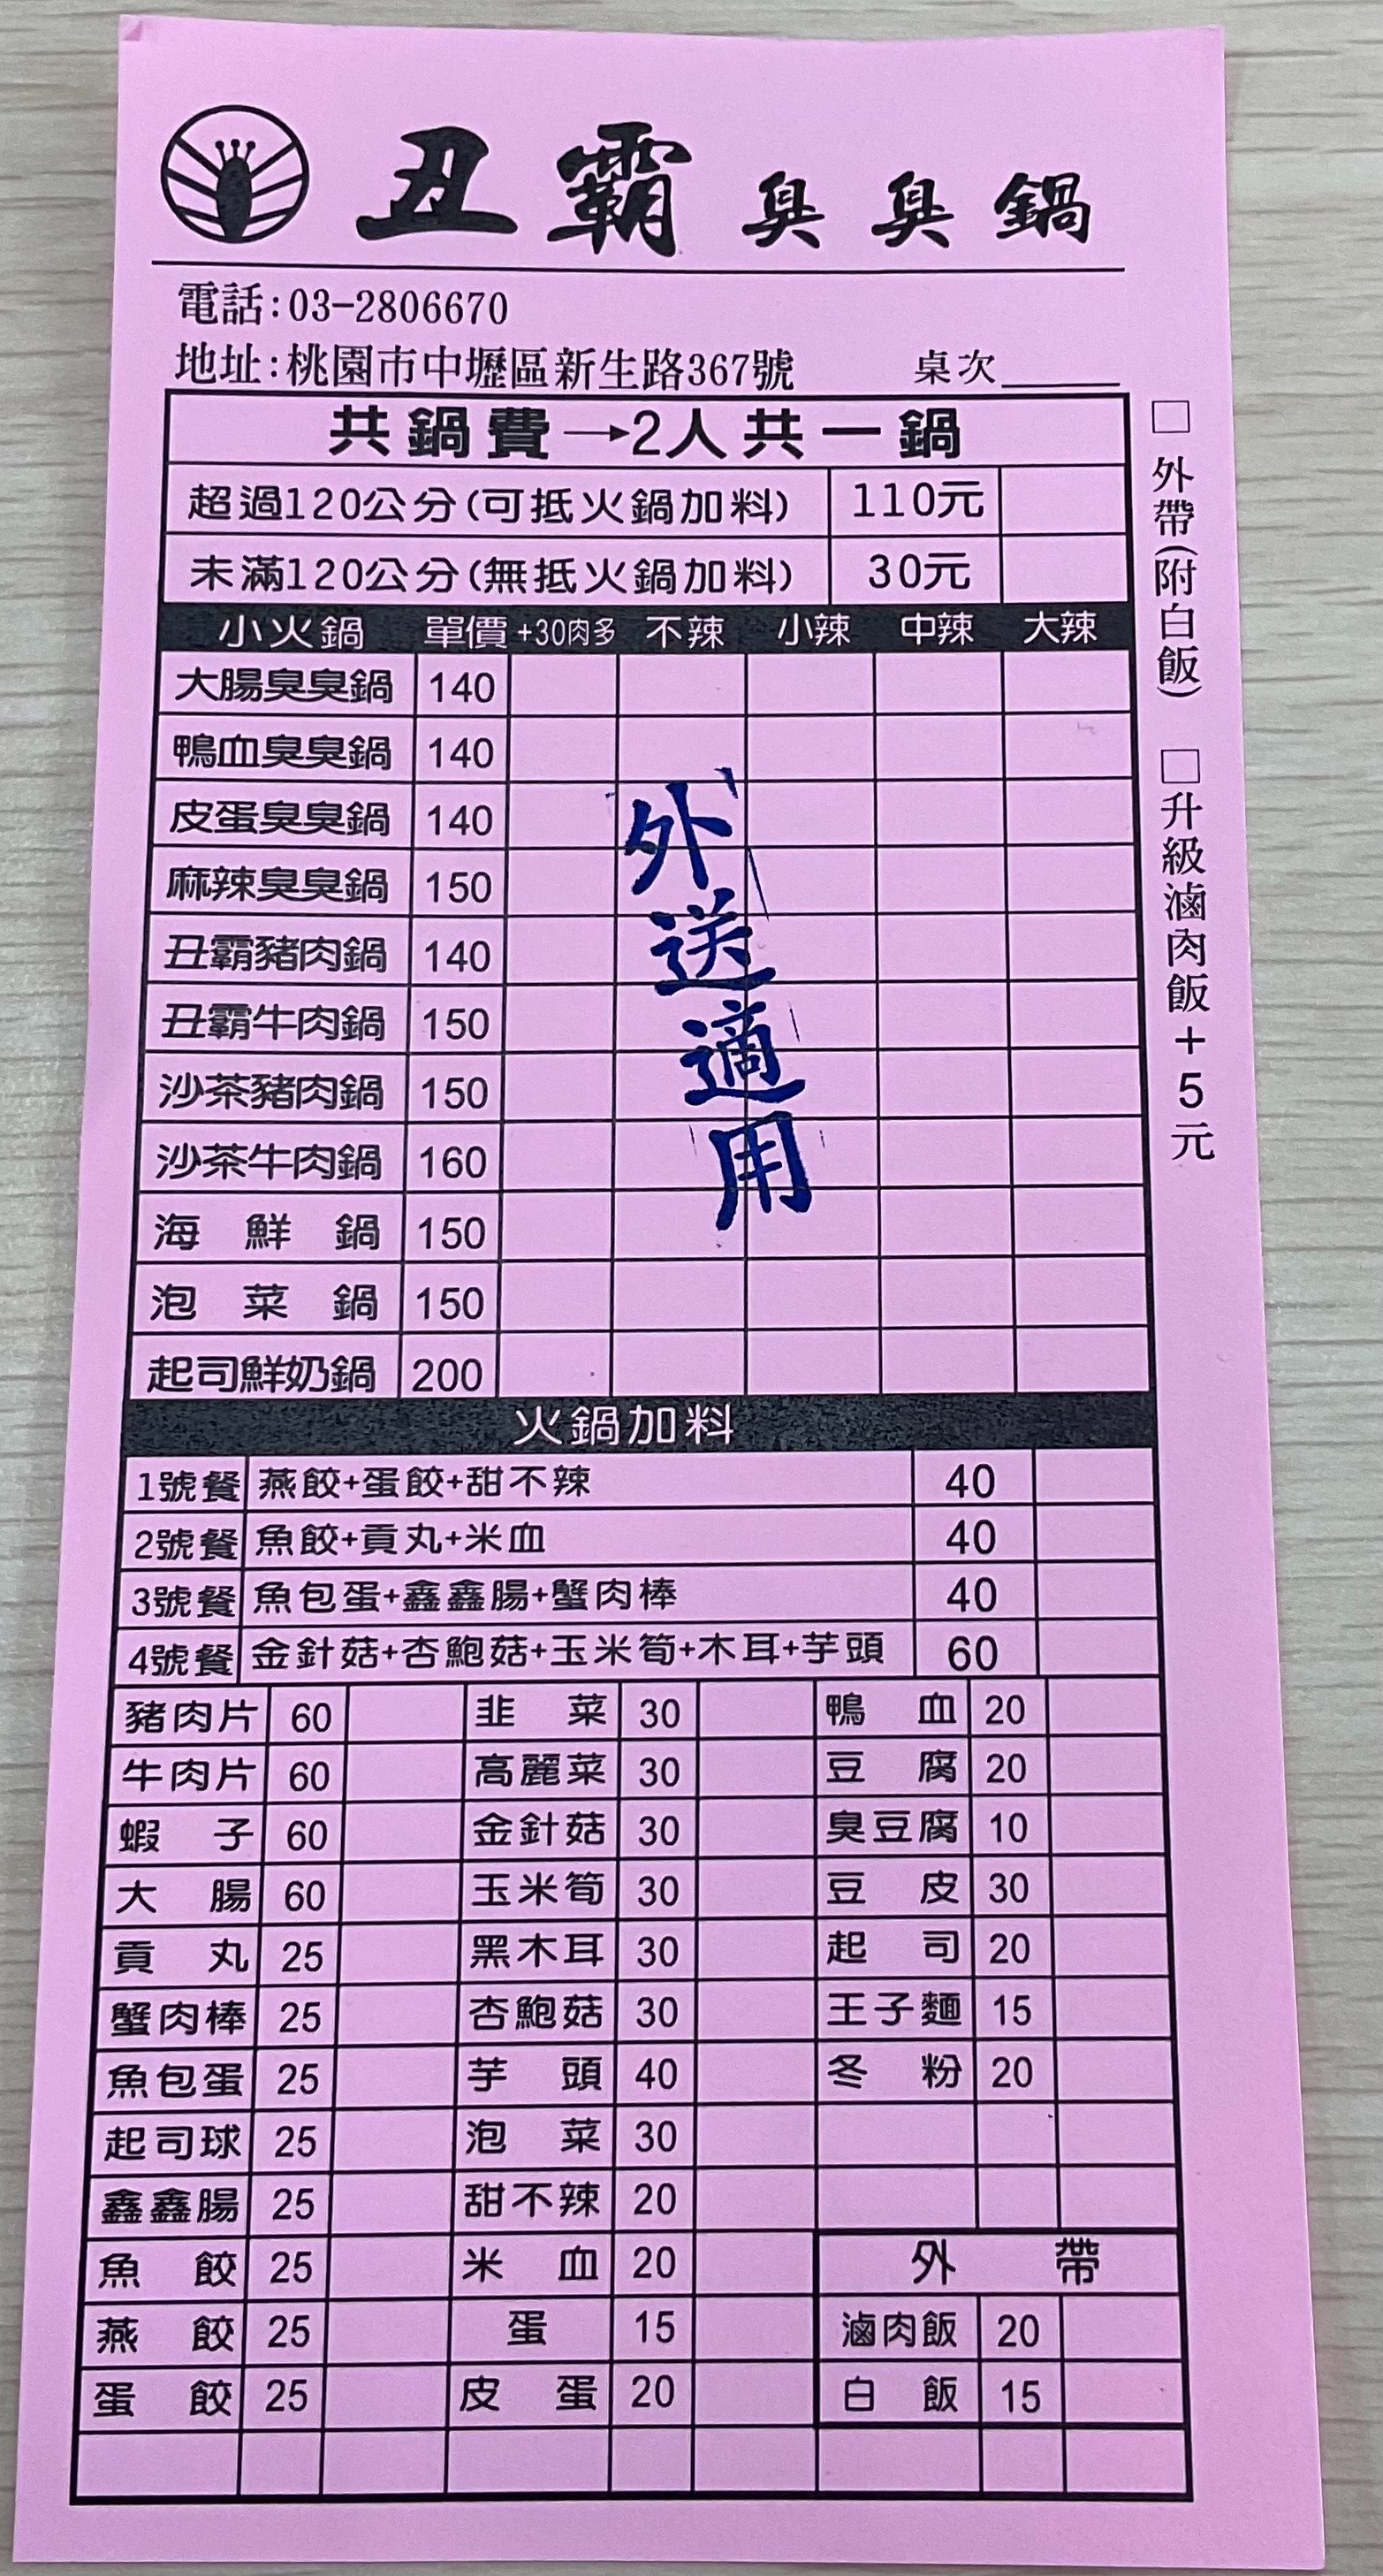 丑霸臭臭鍋
電話:03-2806670
地址:桃園市中壢區新生路367號 桌次
共鍋費→2人共一鍋
超過120公分(可抵火鍋加料) 110元
未滿120公分(無抵火鍋加料) 30元
小火鍋 單價 +30肉多 不辣 小辣 中辣 大辣
大腸臭臭鍋 140
鴨血臭臭鍋 140
皮蛋臭臭鍋 140
麻辣臭臭鍋 150
丑霸豬肉鍋 140
丑霸牛肉鍋 150
沙茶豬肉鍋 150
沙茶牛肉鍋 160
海鮮鍋 150
泡菜鍋 150
起司鮮奶鍋 200
外送適用
□ 外帶(附白飯) □ 升級滷肉飯+5元
火鍋加料
1號餐 燕餃+蛋餃+甜不辣 40
2號餐 魚餃+貢丸+米血 40
3號餐 魚包蛋+鑫鑫腸+蟹肉棒 40
4號餐 金針菇+杏鮑菇+玉米筍+木耳+芋頭 60
豬肉片 60 韭菜 30 鴨血 20
牛肉片 60 高麗菜 30 豆腐 20
蝦子 60 金針菇 30 臭豆腐 10
大腸 60 玉米筍 30 豆皮 30
貢丸 25 黑木耳 30 起司 20
蟹肉棒 25 杏鮑菇 30 王子麵 15
魚包蛋 25 芋頭 40 冬粉 20
起司球 25 泡菜 30
鑫鑫腸 25 甜不辣 20
魚餃 25 米血 20 外帶
燕餃 25 蛋 15 滷肉飯 20
蛋餃 25 皮蛋 20 白飯 15